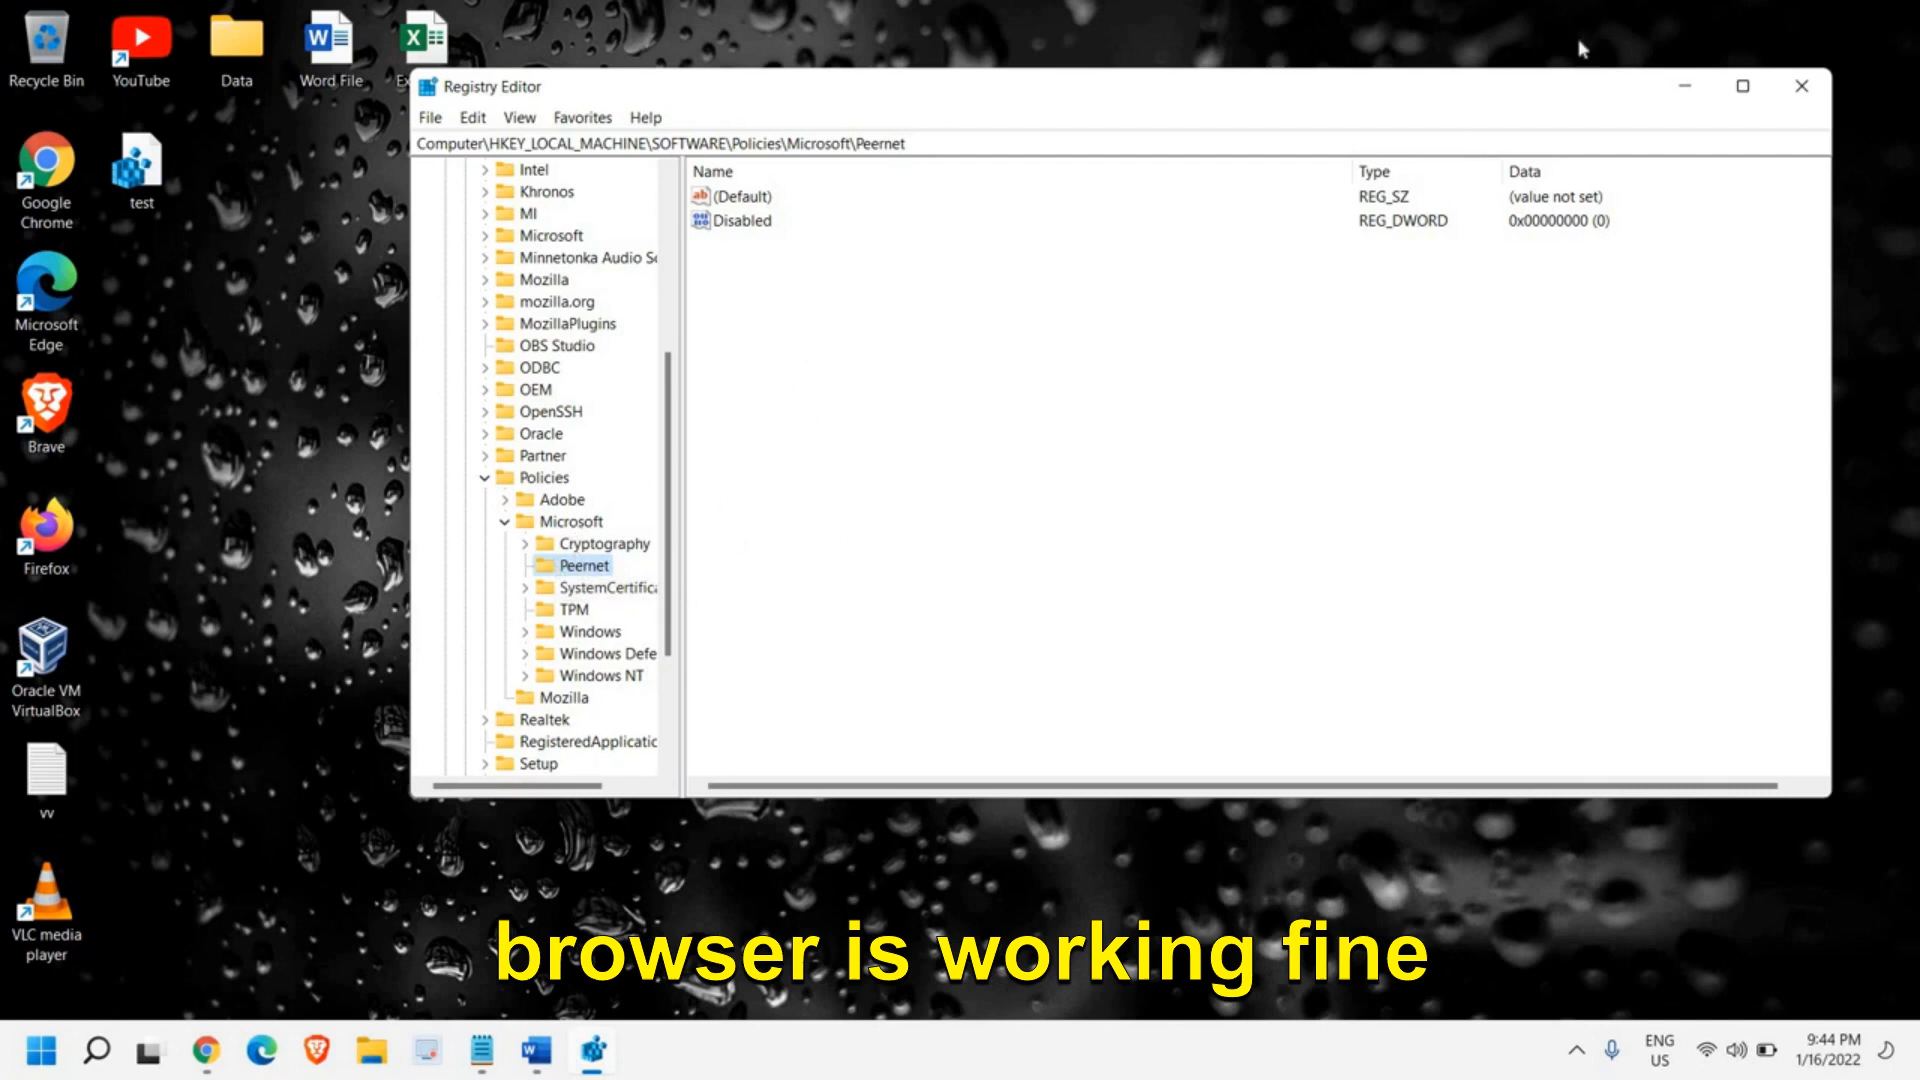 Recycle Bin
YouTube
Data
Word File
Registry Editor
File Edit View Favorites Help
Computer\HKEY_LOCAL_MACHINE\SOFTWARE\Policies\Microsoft\Peernet
Google
Chrome
test
Microsoft
Edge
Brave
Firefox
Oracle VM
VirtualBox
vv
VLC media
player
Intel
Khronos
MI
Microsoft
Minnetonka Audio Sc
Mozilla
mozilla.org
MozillaPlugins
OBS Studio
ODBC
OEM
OpenSSH
Oracle
Partner
Policies
Adobe
Microsoft
Cryptography
Peernet
SystemCertifica
TPM
Windows
Windows Defe
Windows NT
Mozilla
Realtek
RegisteredApplicatic
Setup
Name Type Data
(Default) REG_SZ (value not set)
Disabled REG_DWORD 0x00000000 (0)
browser is working fine
ENG
US
9:44 PM
1/16/2022